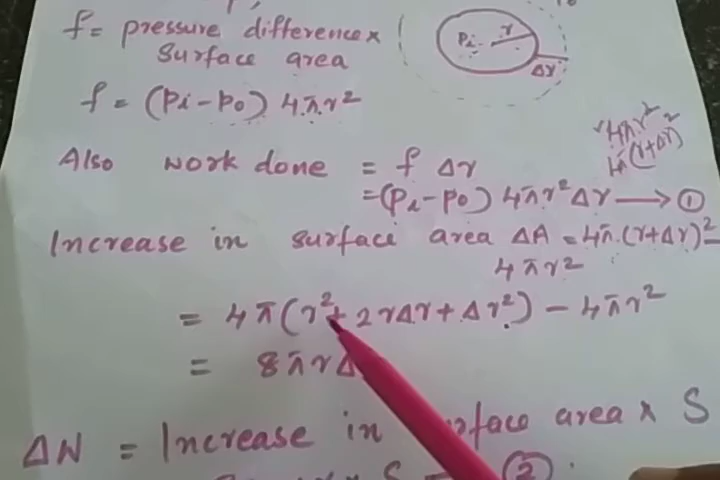 f = pressure difference x
surface area
Pi r
Δr
f = (Pi - Po) 4πr²
4πr²
4π(r+Δr)²
Also work done = f Δr
= (Pi - Po) 4πr² Δr → ①
Increase in surface area ΔA = 4π.(r+Δr)² -
4πr²
= 4π(r² + 2rΔr + Δr²) - 4πr²
= 8πrΔ
ΔW = Increase in surface area x S
S = ②